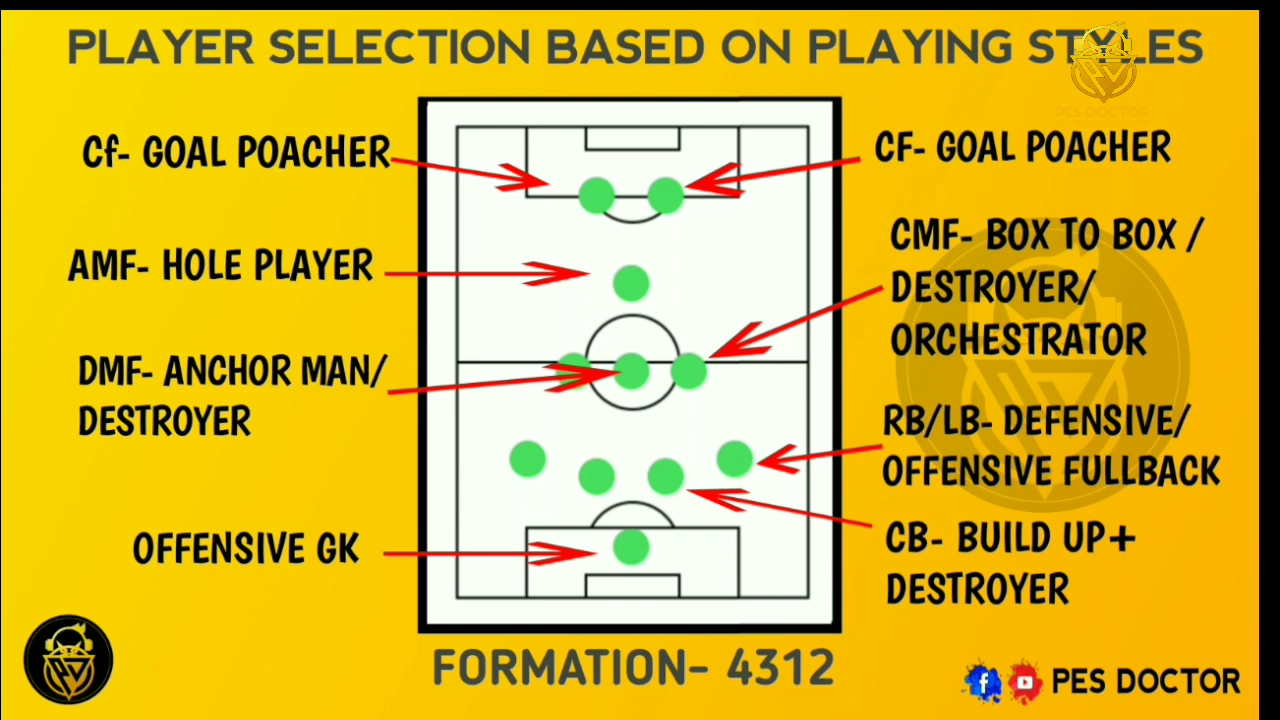 PLAYER SELECTION BASED ON PLAYING STYLES
PES DOCTOR
Cf- GOAL POACHER
CF- GOAL POACHER
AMF- HOLE PLAYER
CMF- BOX TO BOX /
DESTROYER/
ORCHESTRATOR
DMF- ANCHOR MAN/
DESTROYER
RB/LB- DEFENSIVE/
OFFENSIVE FULLBACK
OFFENSIVE GK
CB- BUILD UP+
DESTROYER
FORMATION- 4312
PES DOCTOR